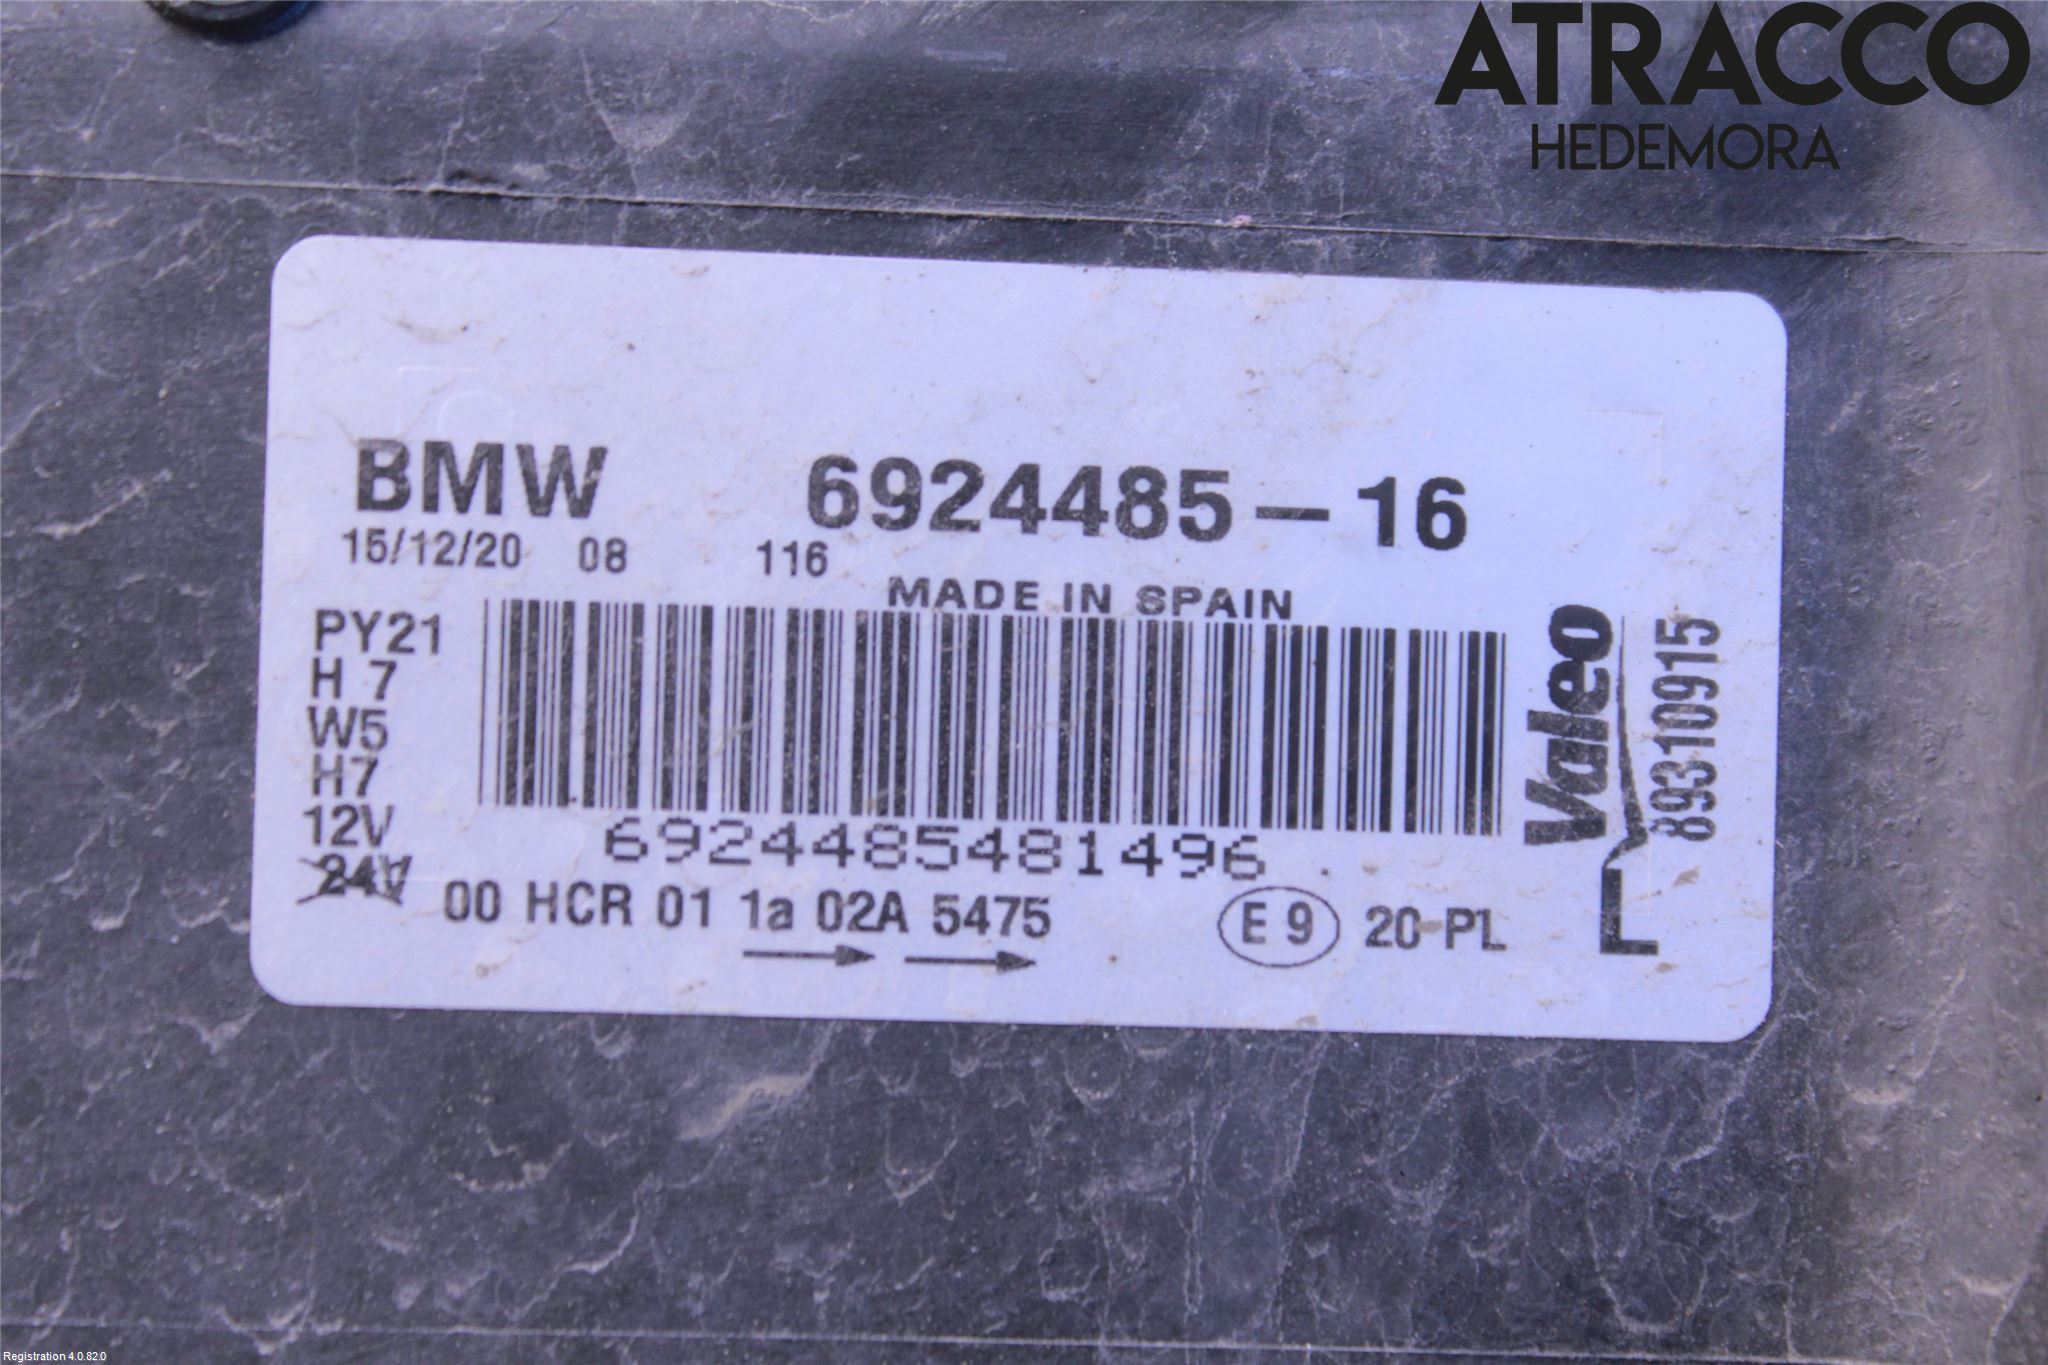 ATRACCO
HEDEMORA
BMW 6924485-16
15/12/20 08 116
MADE IN SPAIN
PY21
H 7
W5
H7
12V
24V
6924485481496
00 HCR 01 1a 02A 5475
E 9 20 PL
Valeo
89310915
L
Registration 4.0.82.0